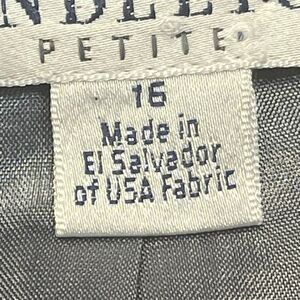 PETITE
16
Made in
El Salvador
of USA Fabric